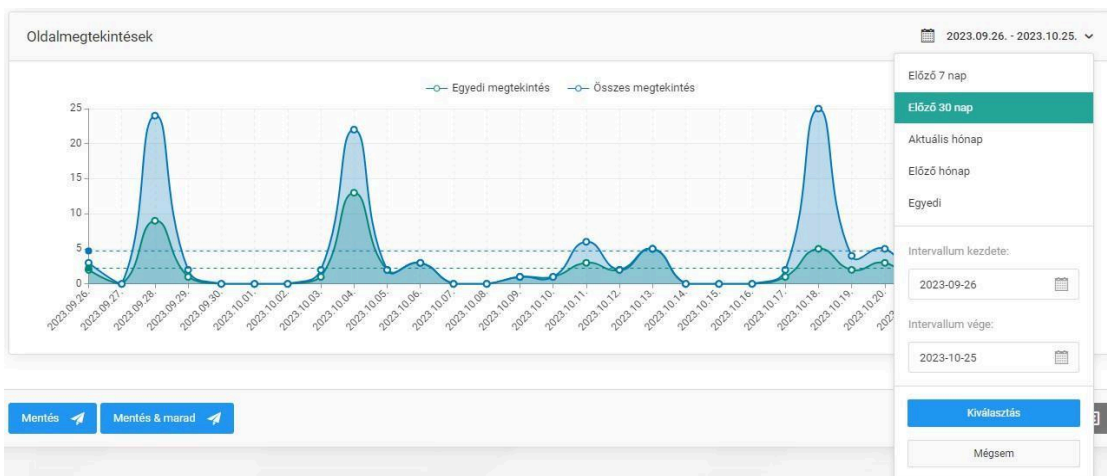 Oldalmegtekintések
2023.09.26. - 2023.10.25.
Egyedi megtekintés
Összes megtekintés
25
20
15
10
5
0
2023.09.26.
2023.09.27.
2023.09.28.
2023.09.29.
2023.09.30.
2023.10.01.
2023.10.02.
2023.10.03.
2023.10.04.
2023.10.05.
2023.10.06.
2023.10.07.
2023.10.08.
2023.10.09.
2023.10.10.
2023.10.11.
2023.10.12.
2023.10.13.
2023.10.14.
2023.10.15.
2023.10.16.
2023.10.17.
2023.10.18.
2023.10.19.
2023.10.20.
Előző 7 nap
Előző 30 nap
Aktuális hónap
Előző hónap
Egyedi
Intervallum kezdete:
2023-09-26
Intervallum vége:
2023-10-25
Kiválasztás
Mégsem
Mentés
Mentés & marad